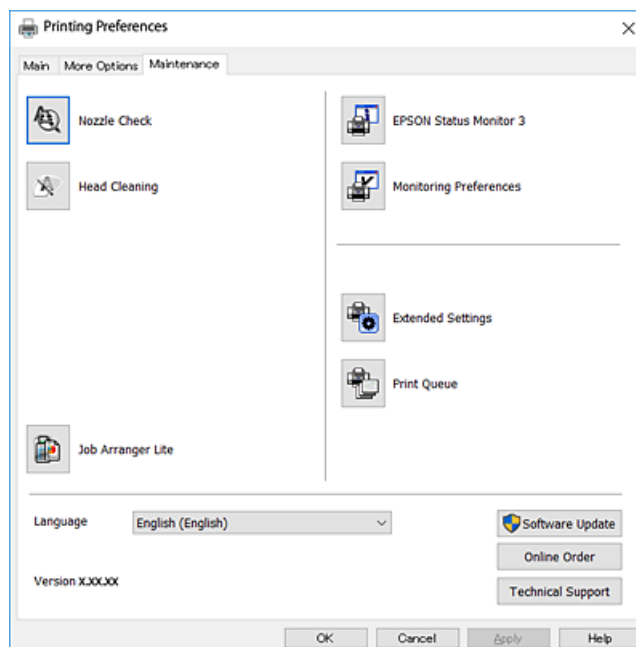 Printing Preferences
Main More Options Maintenance
Nozzle Check
EPSON Status Monitor 3
Head Cleaning
Monitoring Preferences
Extended Settings
Print Queue
Job Arranger Lite
Language English (English)
Software Update
Online Order
Version X.XX.XX
Technical Support
OK Cancel Apply Help